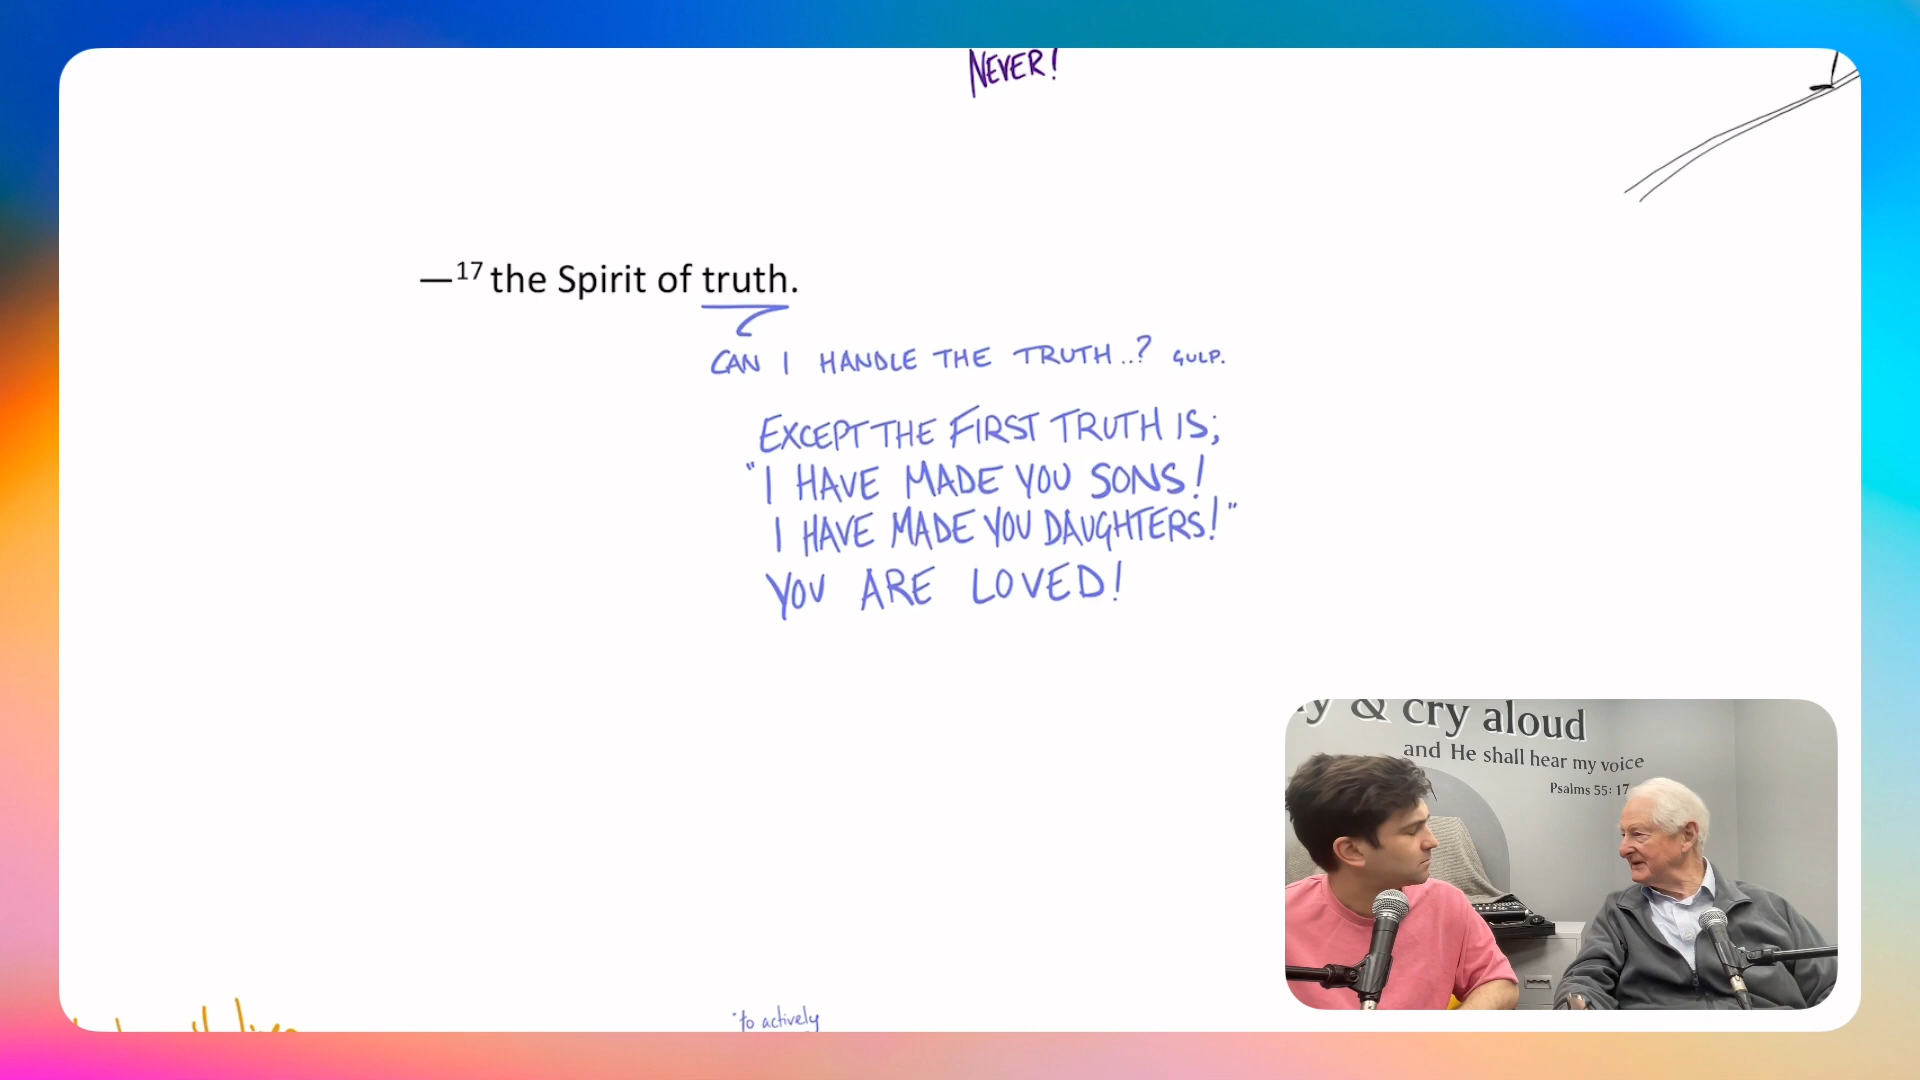 NEVER!
—17 the Spirit of truth.
CAN I HANDLE THE TRUTH..? GULP.
EXCEPT THE FIRST TRUTH IS;
"I HAVE MADE YOU SONS!
I HAVE MADE YOU DAUGHTERS!"
YOU ARE LOVED!
& cry aloud
and He shall hear my voice
Psalms 55: 17
"to actively